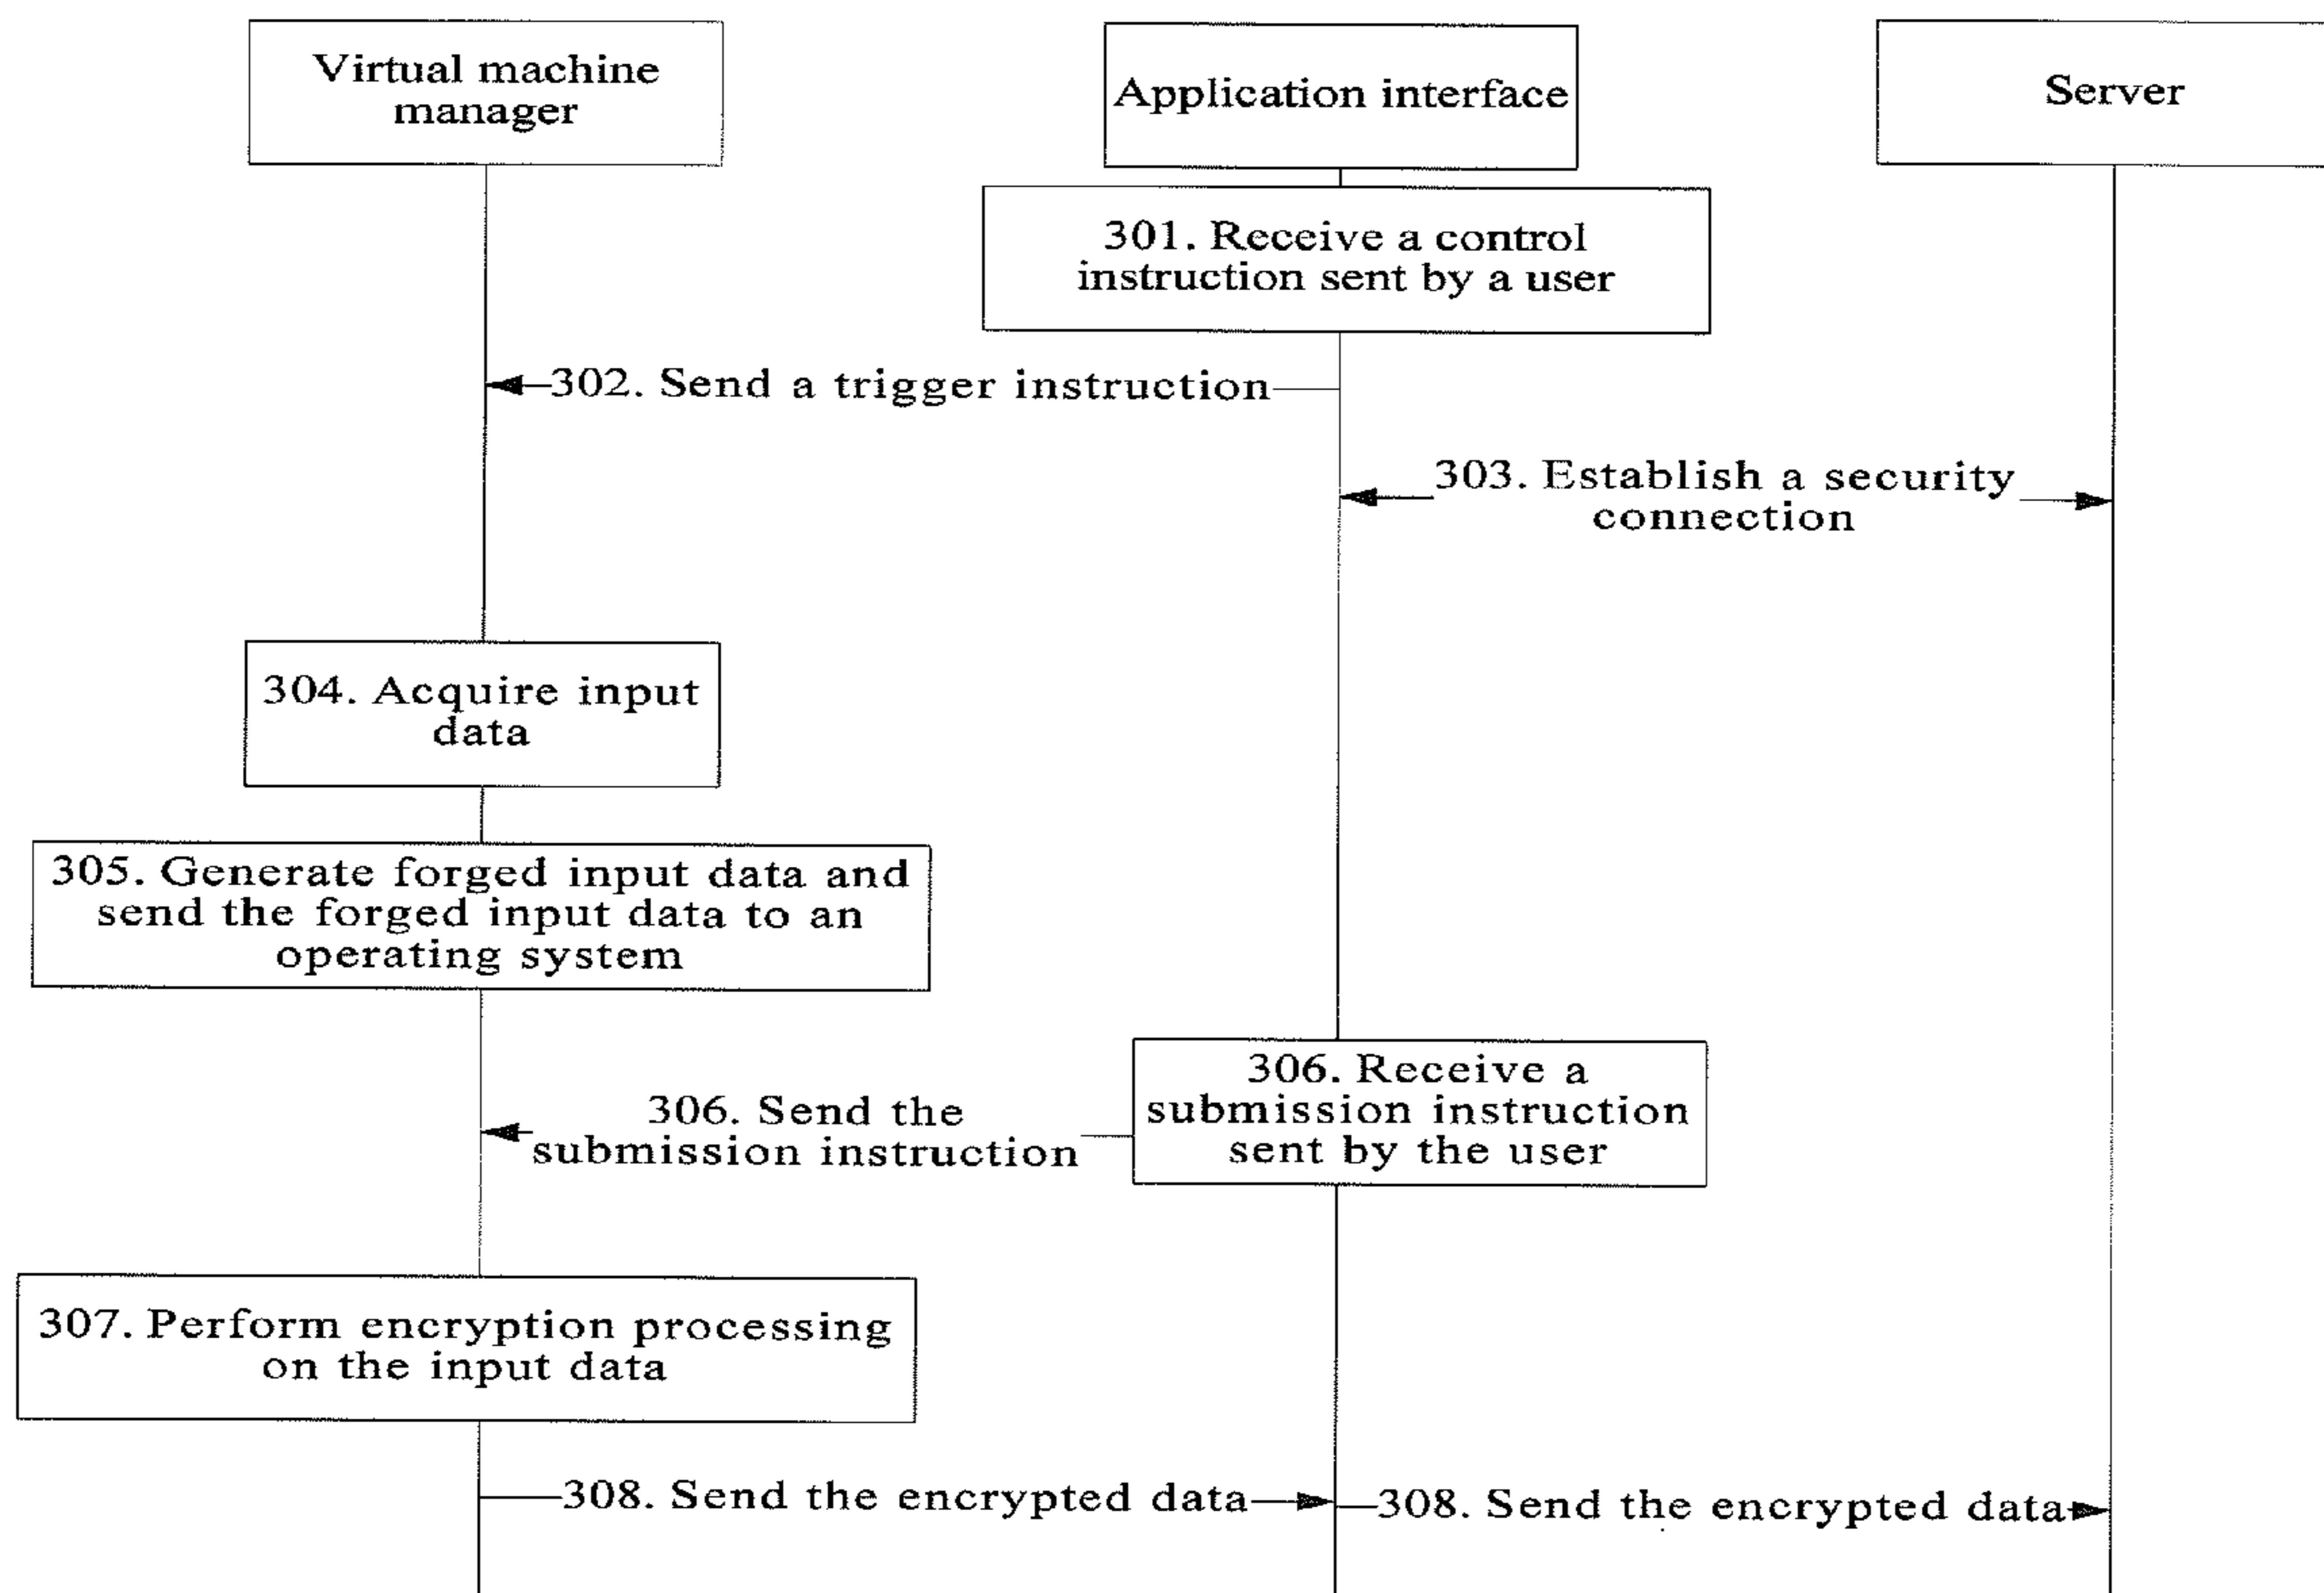 Virtual machine
manager
Application interface
Server
301. Receive a control
instruction sent by a user
302. Send a trigger instruction
303. Establish a security
connection
304. Acquire input
data
305. Generate forged input data and
send the forged input data to an
operating system
306. Receive a
submission instruction
sent by the user
306. Send the
submission instruction
307. Perform encryption processing
on the input data
308. Send the encrypted data
308. Send the encrypted data